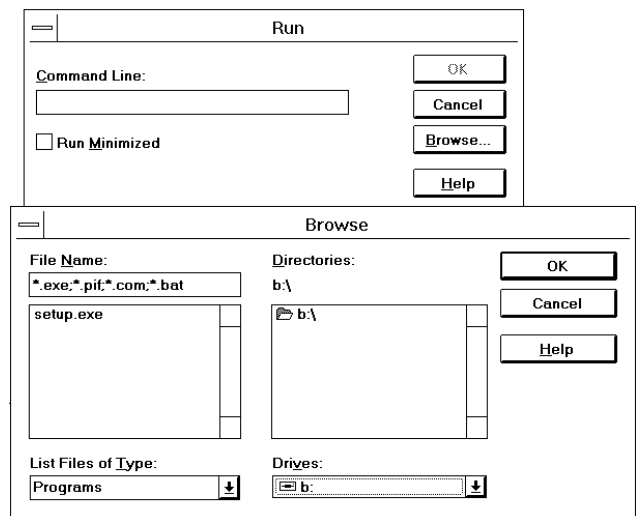 Run
Command Line:
OK
Cancel
Run Minimized
Browse...
Help
Browse
File Name:
*.exe;*.pif;*.com;*.bat
setup.exe
Directories:
b:\
b:\
OK
Cancel
Help
List Files of Type:
Programs
Drives:
b: